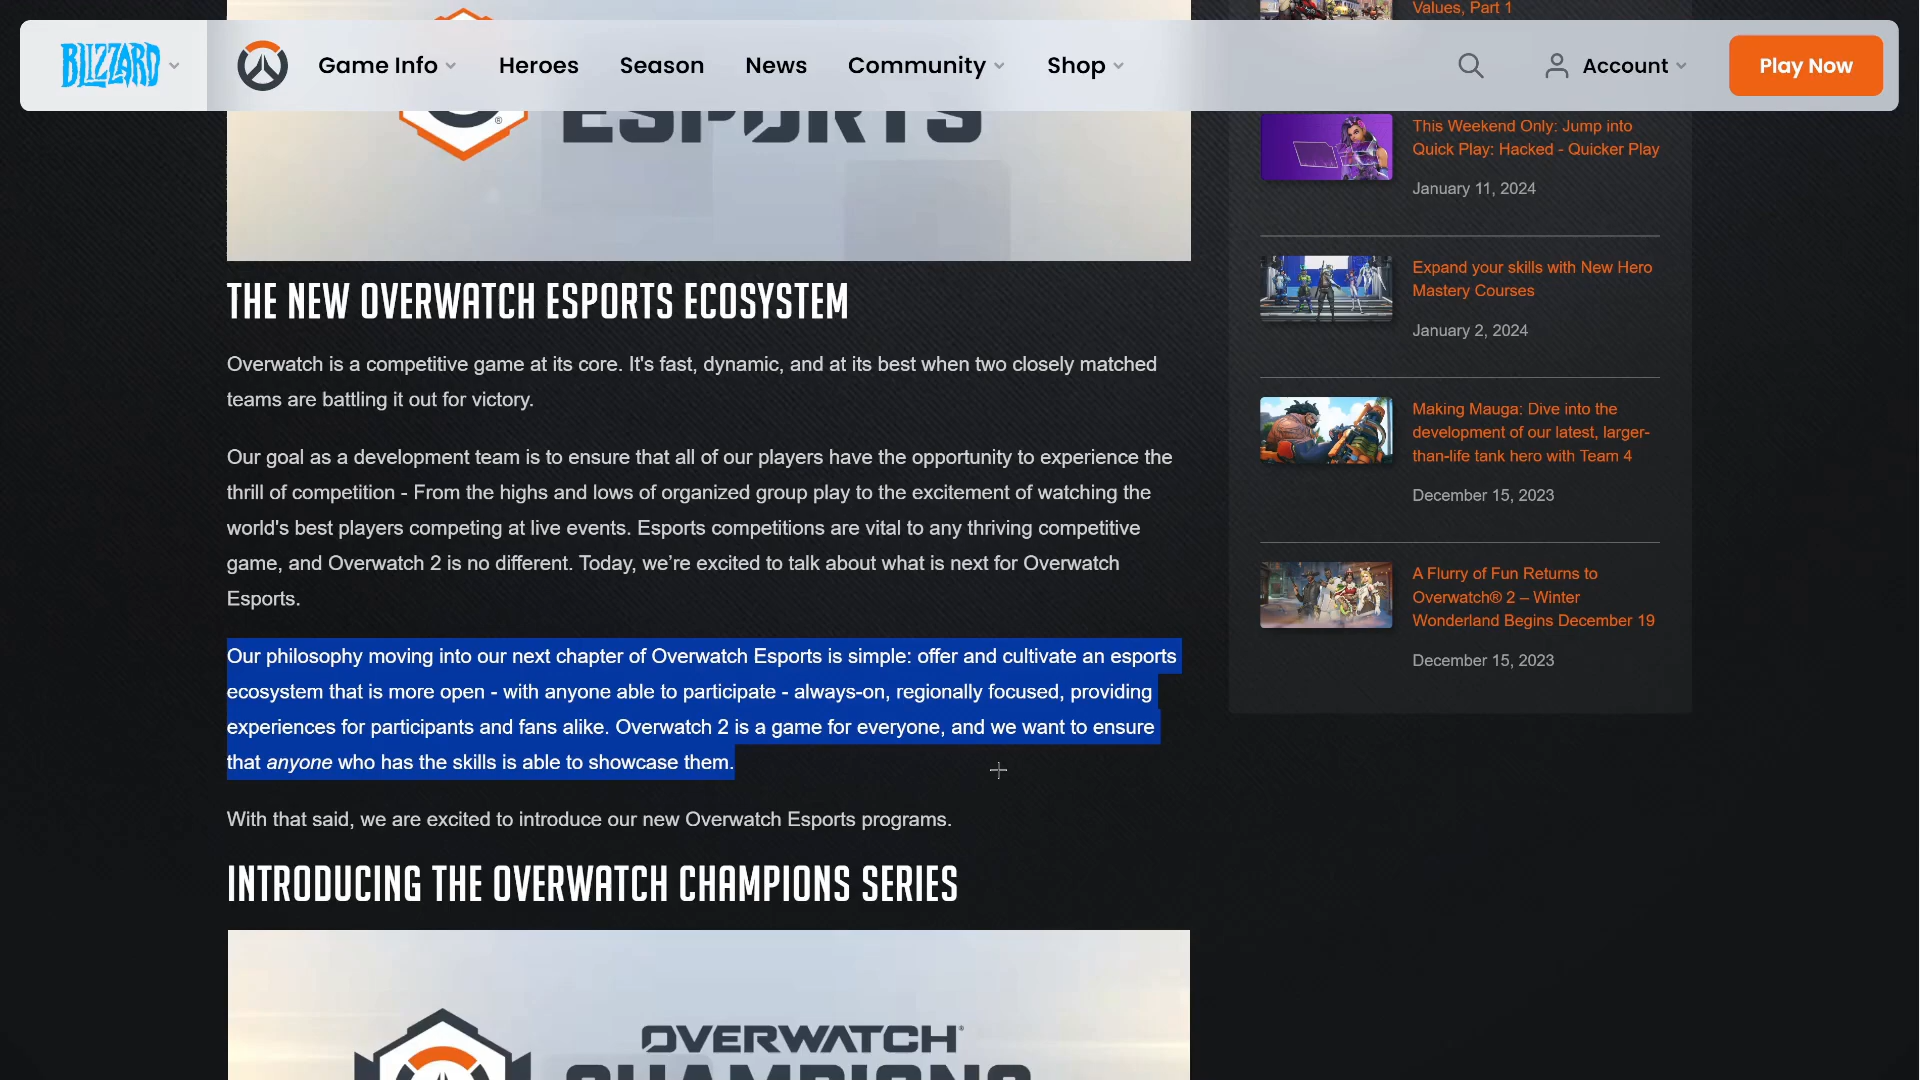 Values, Part 1
BLIZZARD
Game Info
Heroes
Season
News
Community
Shop
Account
Play Now
ESPORTS
THE NEW OVERWATCH ESPORTS ECOSYSTEM
Overwatch is a competitive game at its core. It's fast, dynamic, and at its best when two closely matched
teams are battling it out for victory.
Our goal as a development team is to ensure that all of our players have the opportunity to experience the
thrill of competition - From the highs and lows of organized group play to the excitement of watching the
world's best players competing at live events. Esports competitions are vital to any thriving competitive
game, and Overwatch 2 is no different. Today, we’re excited to talk about what is next for Overwatch
Esports.
Our philosophy moving into our next chapter of Overwatch Esports is simple: offer and cultivate an esports
ecosystem that is more open - with anyone able to participate - always-on, regionally focused, providing
experiences for participants and fans alike. Overwatch 2 is a game for everyone, and we want to ensure
that anyone who has the skills is able to showcase them.
With that said, we are excited to introduce our new Overwatch Esports programs.
INTRODUCING THE OVERWATCH CHAMPIONS SERIES
OVERWATCH
CHAMPIONS
This Weekend Only: Jump into
Quick Play: Hacked - Quicker Play
January 11, 2024
Expand your skills with New Hero
Mastery Courses
January 2, 2024
Making Mauga: Dive into the
development of our latest, larger-
than-life tank hero with Team 4
December 15, 2023
A Flurry of Fun Returns to
Overwatch® 2 – Winter
Wonderland Begins December 19
December 15, 2023